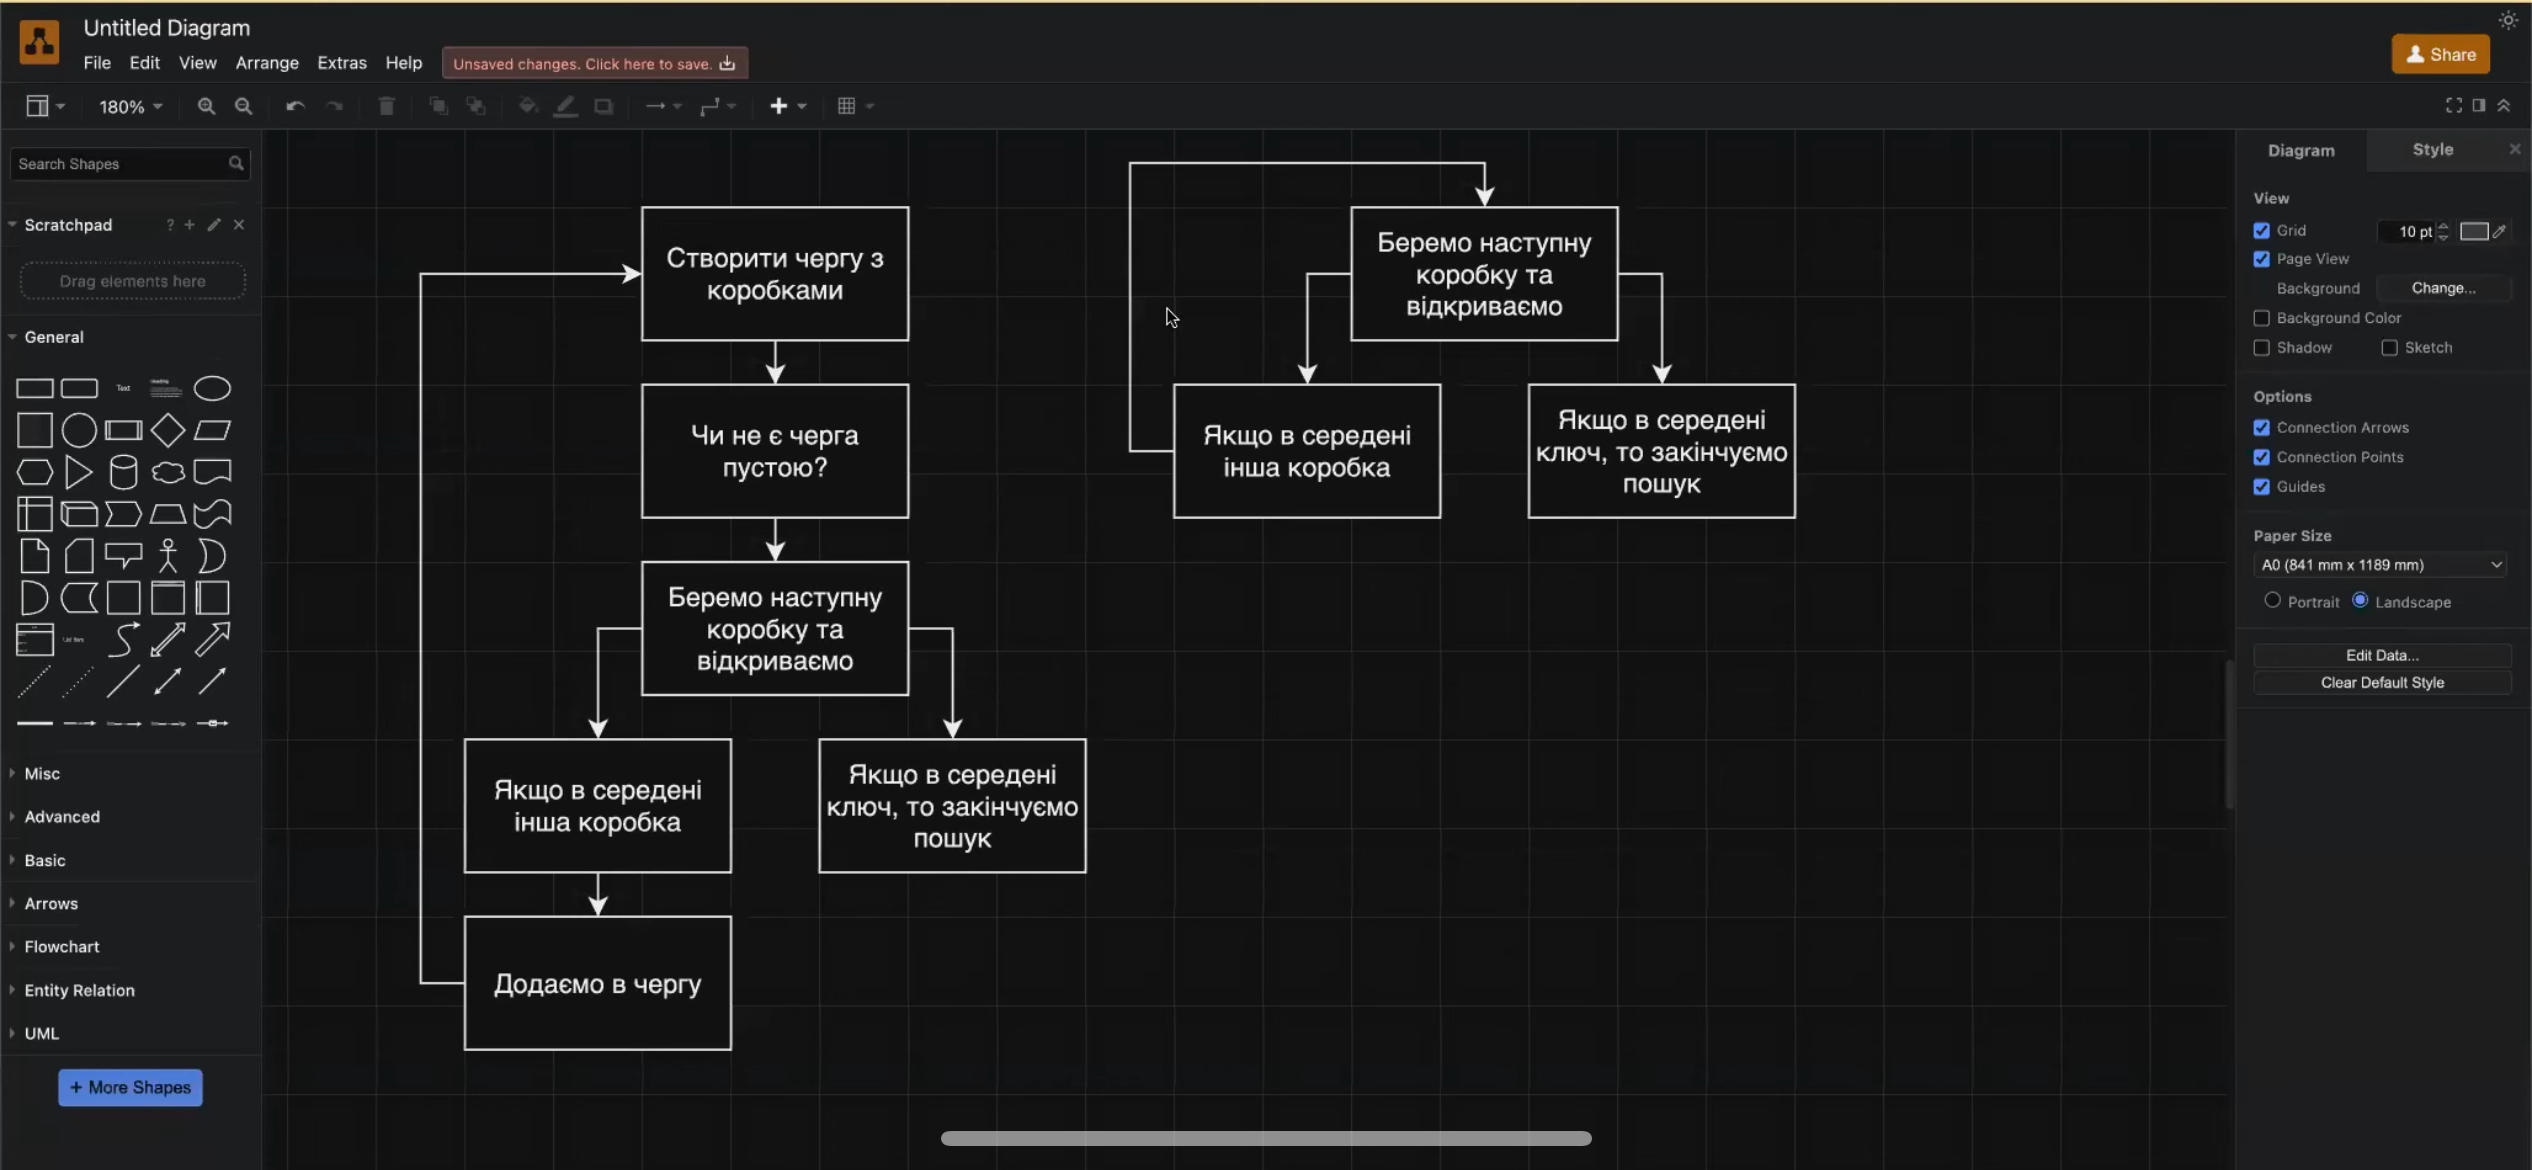 Untitled Diagram
File Edit View Arrange Extras Help Unsaved changes. Click here to save.
Share
180%
Search Shapes
Scratchpad
?
Drag elements here
General
Text
Heading
List Item
Misc
Advanced
Basic
Arrows
Flowchart
Entity Relation
UML
+ More Shapes
Створити чергу з
коробками
Чи не є черга
пустою?
Беремо наступну
коробку та
відкриваємо
Якщо в середені
інша коробка
Якщо в середені
ключ, то закінчуємо
пошук
Додаємо в чергу
Беремо наступну
коробку та
відкриваємо
Якщо в середені
інша коробка
Якщо в середені
ключ, то закінчуємо
пошук
Diagram Style
View
Grid 10 pt
Page View
Background Change...
Background Color
Shadow Sketch
Options
Connection Arrows
Connection Points
Guides
Paper Size
A0 (841 mm x 1189 mm)
Portrait Landscape
Edit Data...
Clear Default Style